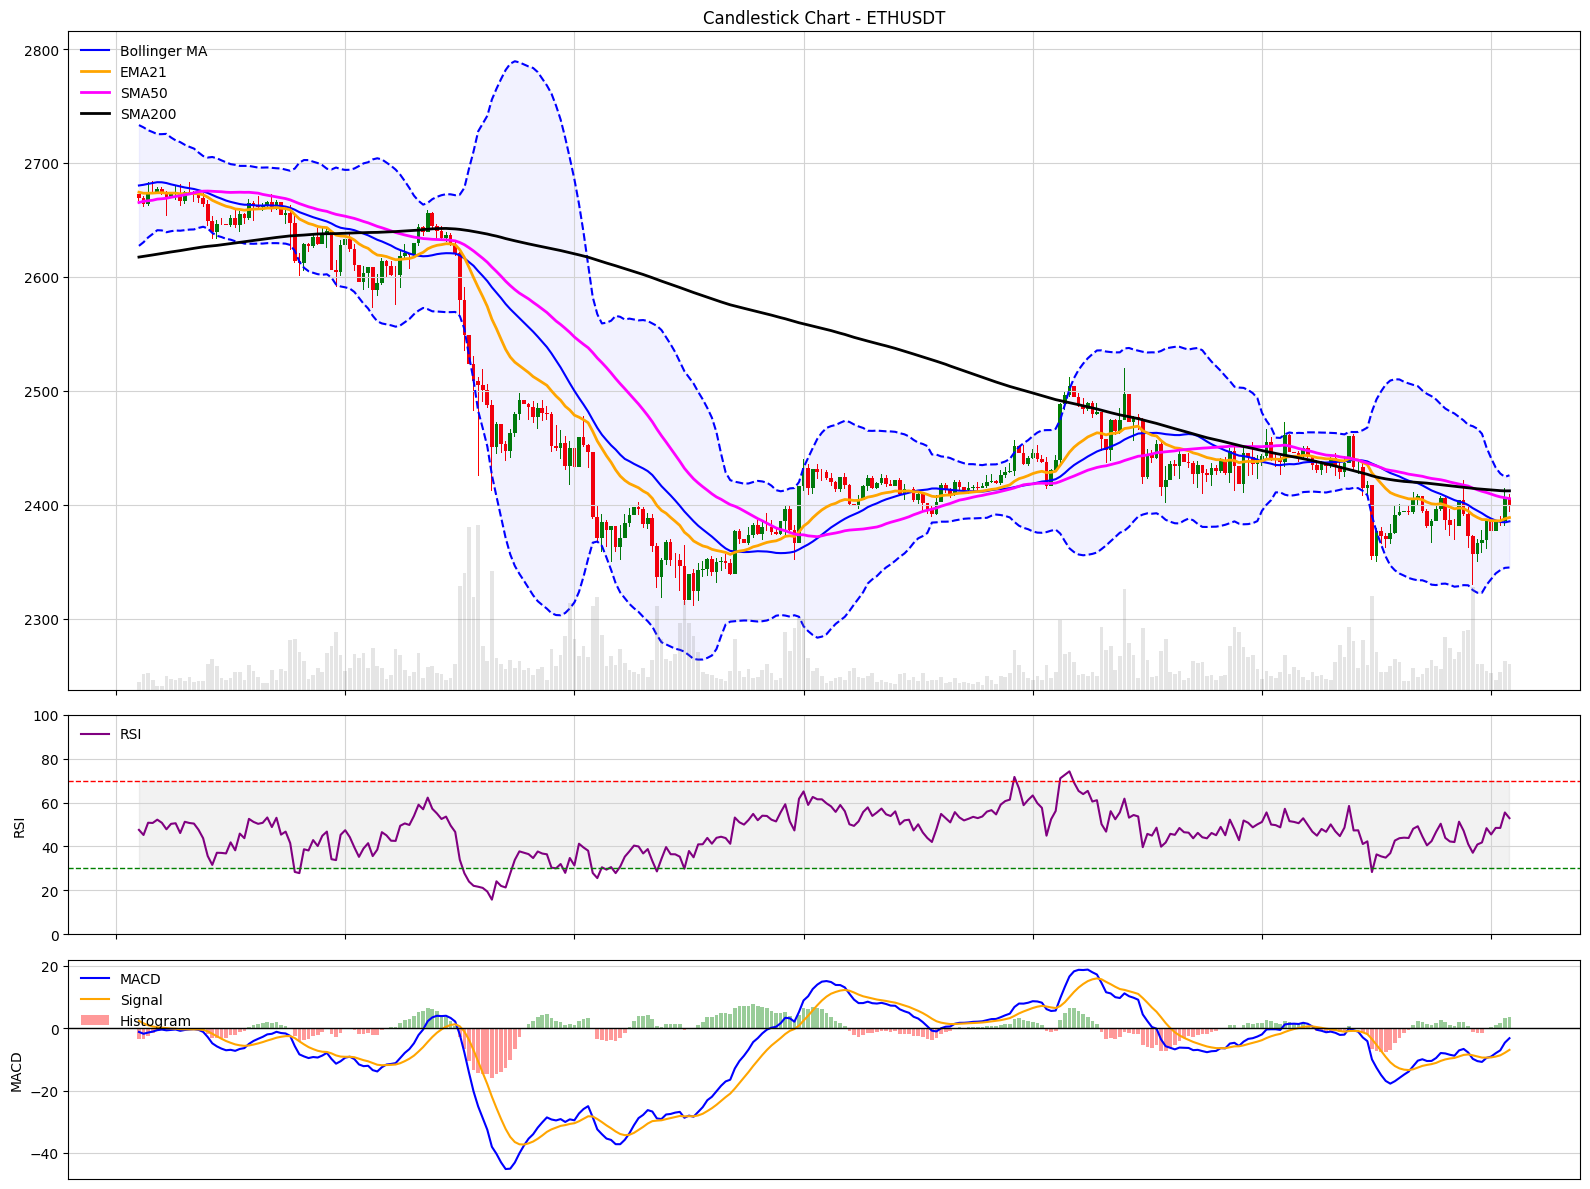 Candlestick Chart - ETHUSDT
2800
2700
2600
2500
2400
2300
Bollinger MA
EMA21
SMA50
SMA200
100
80
60
40
20
0
RSI
RSI
20
0
−20
−40
MACD
MACD
Signal
Histogram